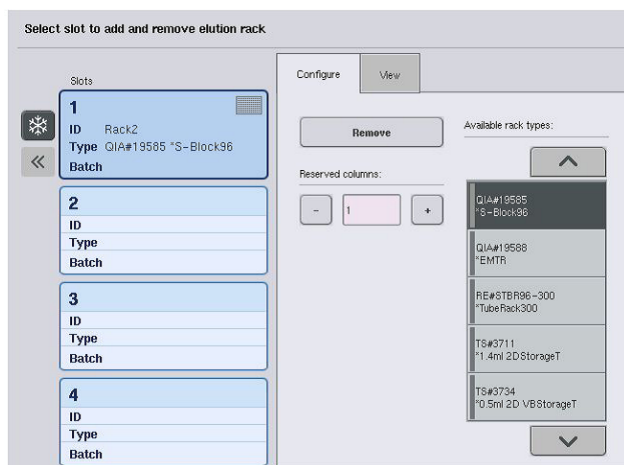 Select slot to add and remove elution rack
Slots
1
ID Rack2
Type QIA#19585 *S-Block96
Batch
2
ID
Type
Batch
3
ID
Type
Batch
4
ID
Type
Batch
Configure
View
Remove
Reserved columns:
- 1 +
Available rack types:
QIA#19585
*S-Block96
QIA#19588
*EMTR
RE#STBR96-300
*TubeRack300
TS#3711
*1.4ml 2DStorageT
TS#3734
*0.5ml 2D VBStorageT